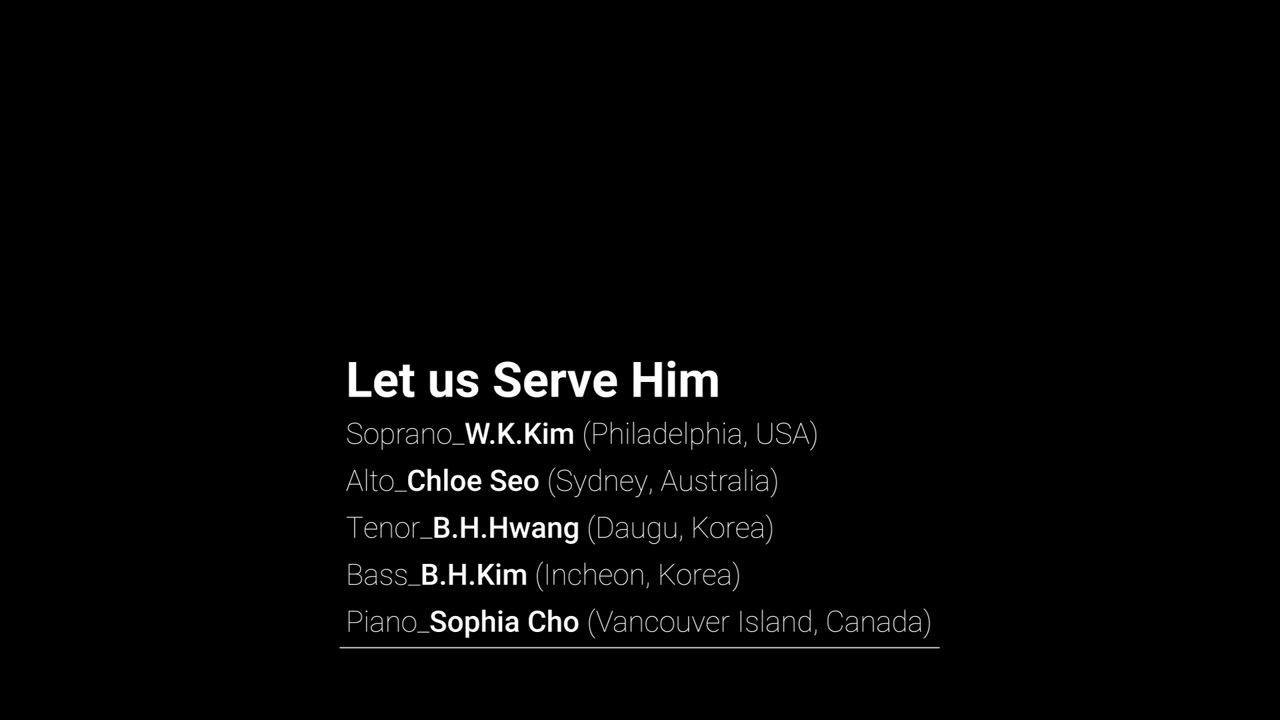 Let us Serve Him
Soprano_W.K.Kim (Philadelphia, USA)
Alto_Chloe Seo (Sydney, Australia)
Tenor_B.H.Hwang (Daugu, Korea)
Bass_B.H.Kim (Incheon, Korea)
Piano_Sophia Cho (Vancouver Island, Canada)